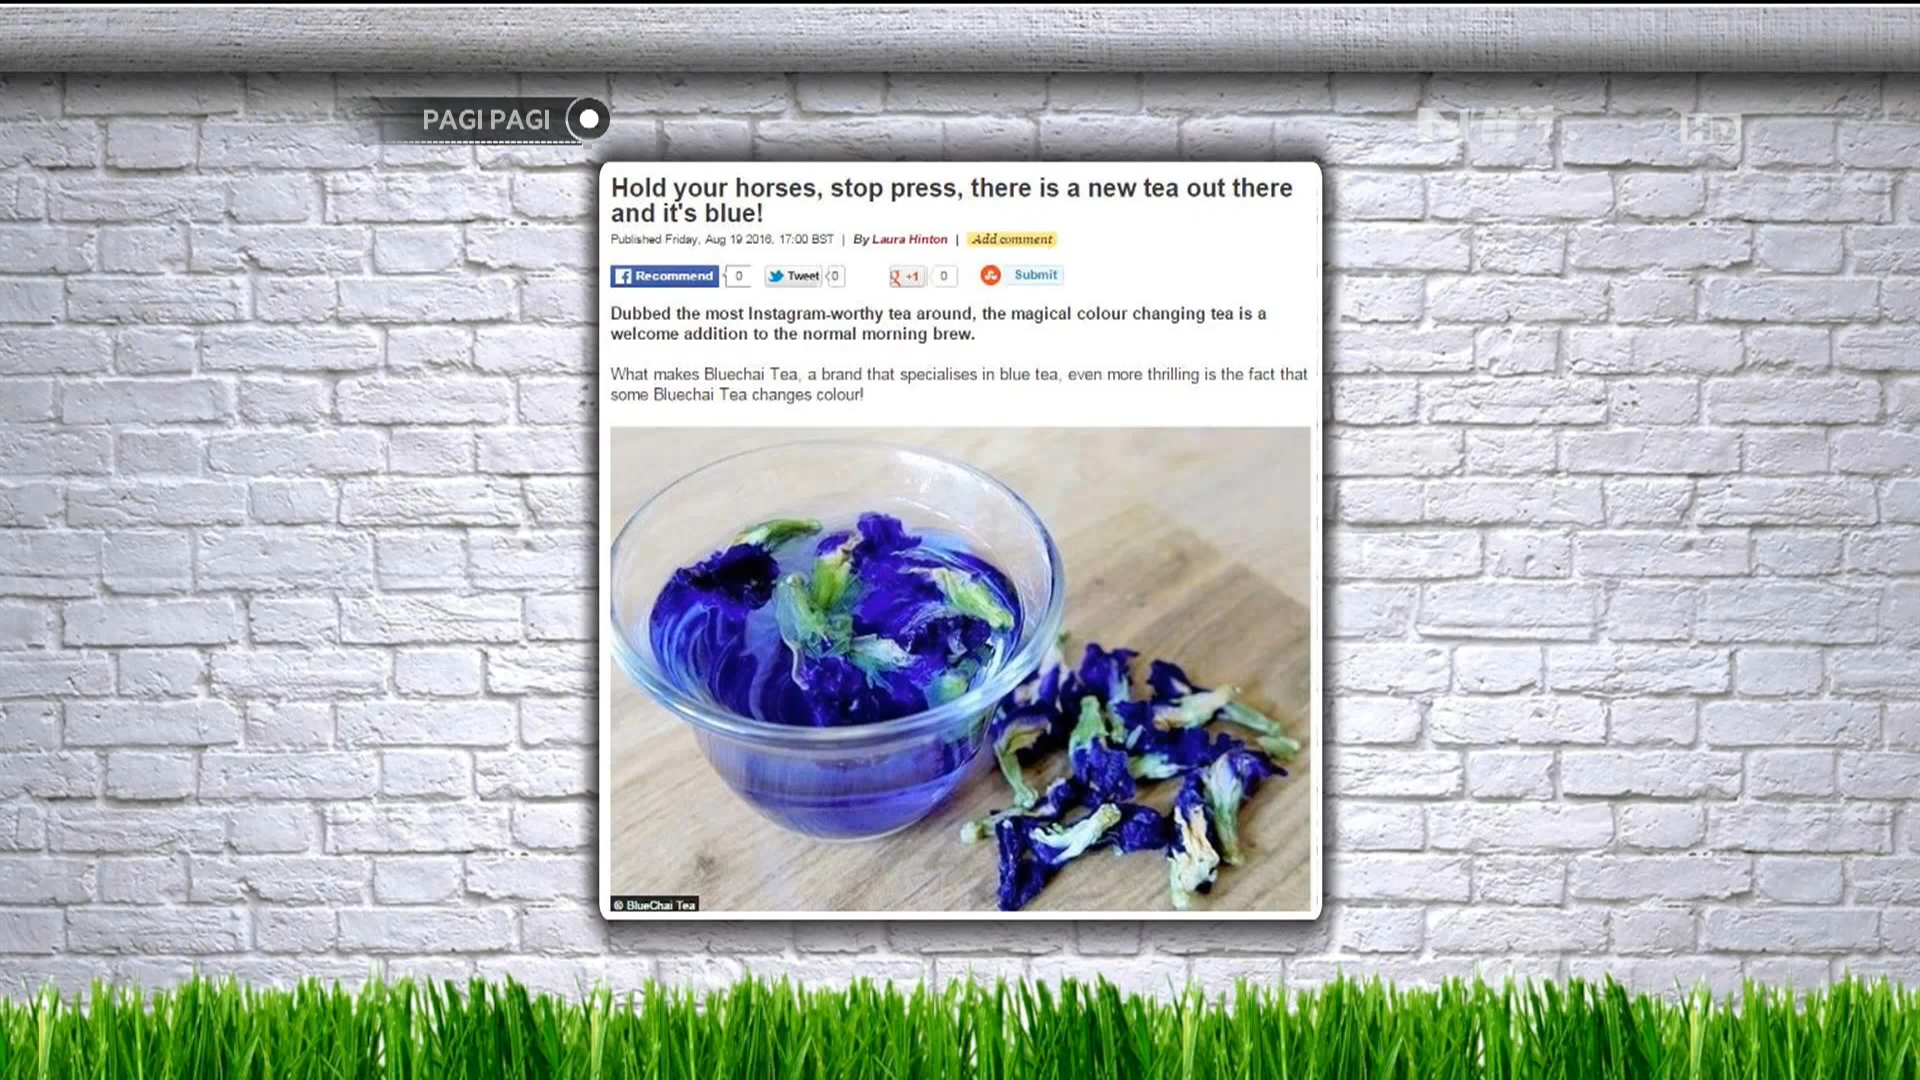 PAGI PAGI
NET.
HD
Hold your horses, stop press, there is a new tea out there
and it's blue!
Published Friday, Aug 19 2016, 17:00 BST | By Laura Hinton | Add comment
Recommend 0 Tweet 0 +1 0 Submit
Dubbed the most Instagram-worthy tea around, the magical colour changing tea is a
welcome addition to the normal morning brew.
What makes Bluechai Tea, a brand that specialises in blue tea, even more thrilling is the fact that
some Bluechai Tea changes colour!
© BlueChai Tea